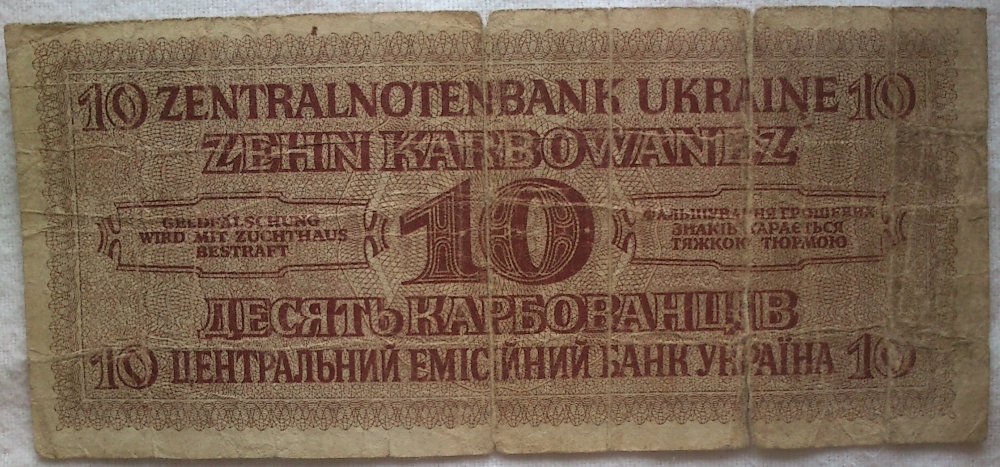 10 ZENTRALNOTENBANK UKRAINE 10
ZEHN KARBOWANEZ
GELDFÄLSCHUNG
WIRD MIT ZUCHTHAUS
BESTRAFT
10
ФАЛЬШУВАННЯ ГРОШЕВИХ
ЗНАКІВ КАРАЄТЬСЯ
ТЯЖКОЮ ТЮРМОЮ
ДЕСЯТЬ КАРБОВАНЦІВ
10 ЦЕНТРАЛЬНИЙ ЕМІСІЙНИЙ БАНК УКРАЇНА 10